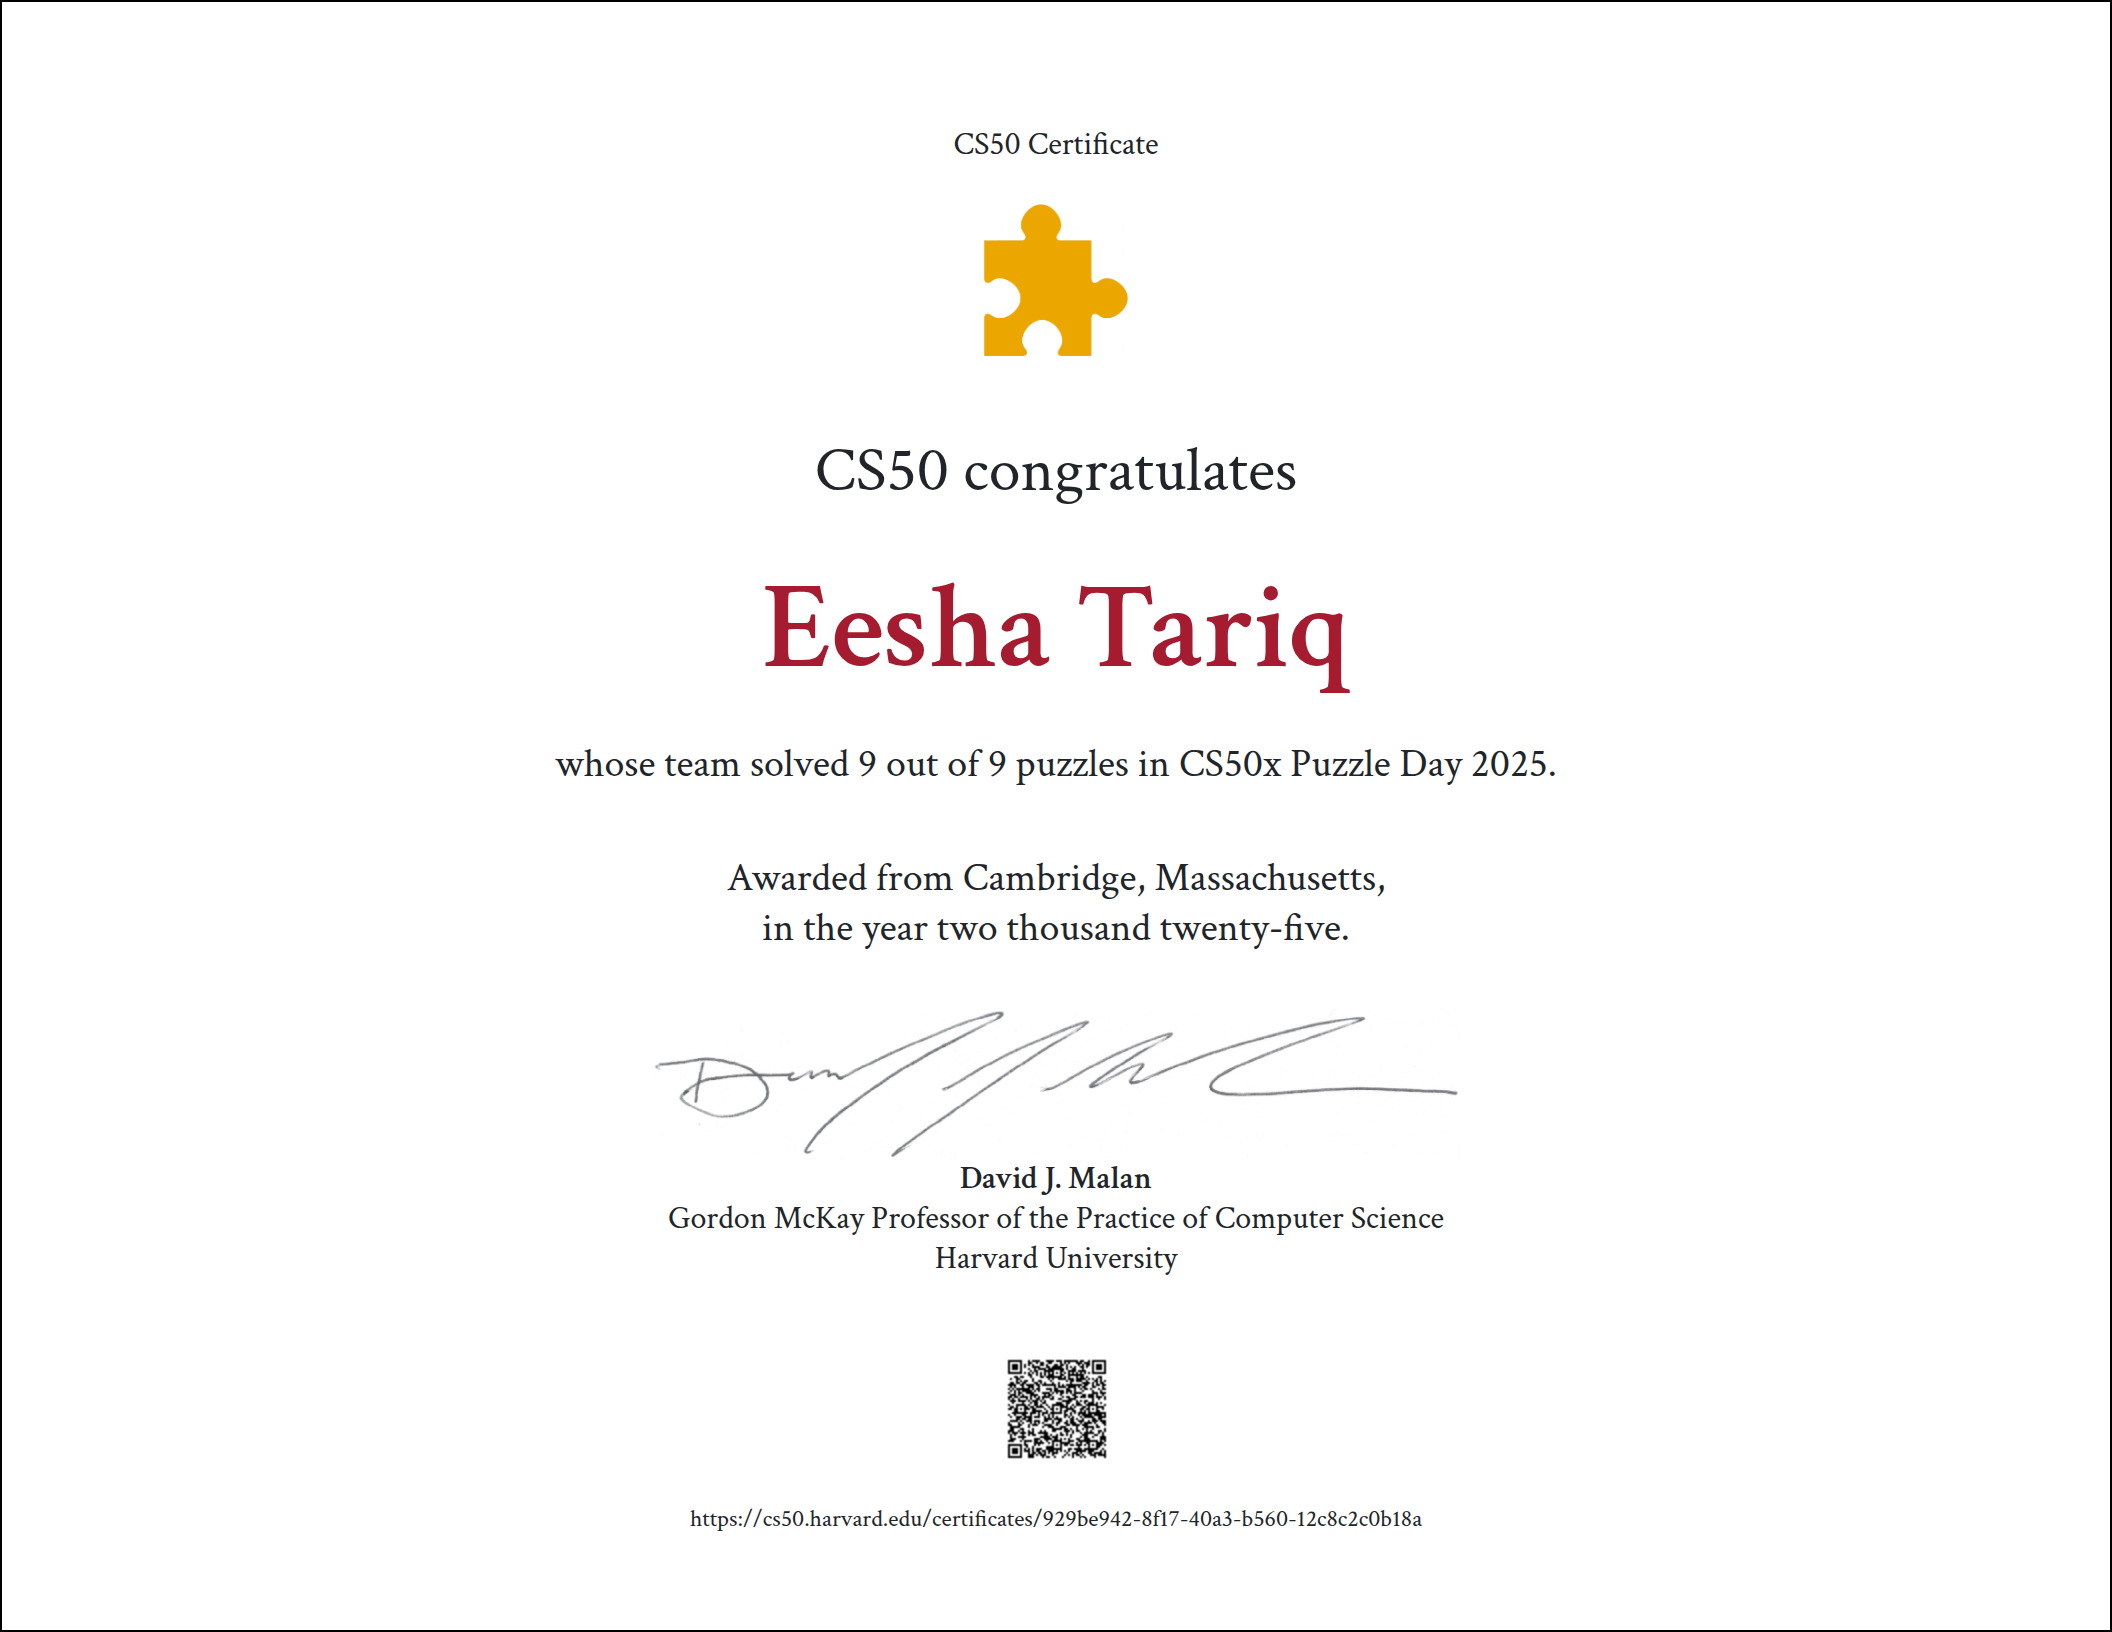 CS50 Certificate
CS50 congratulates
Eesha Tariq
whose team solved 9 out of 9 puzzles in CS50x Puzzle Day 2025.
Awarded from Cambridge, Massachusetts,
in the year two thousand twenty-five.
David J. Malan
Gordon McKay Professor of the Practice of Computer Science
Harvard University
https://cs50.harvard.edu/certificates/929be942-8f17-40a3-b560-12c8c2c0b18a